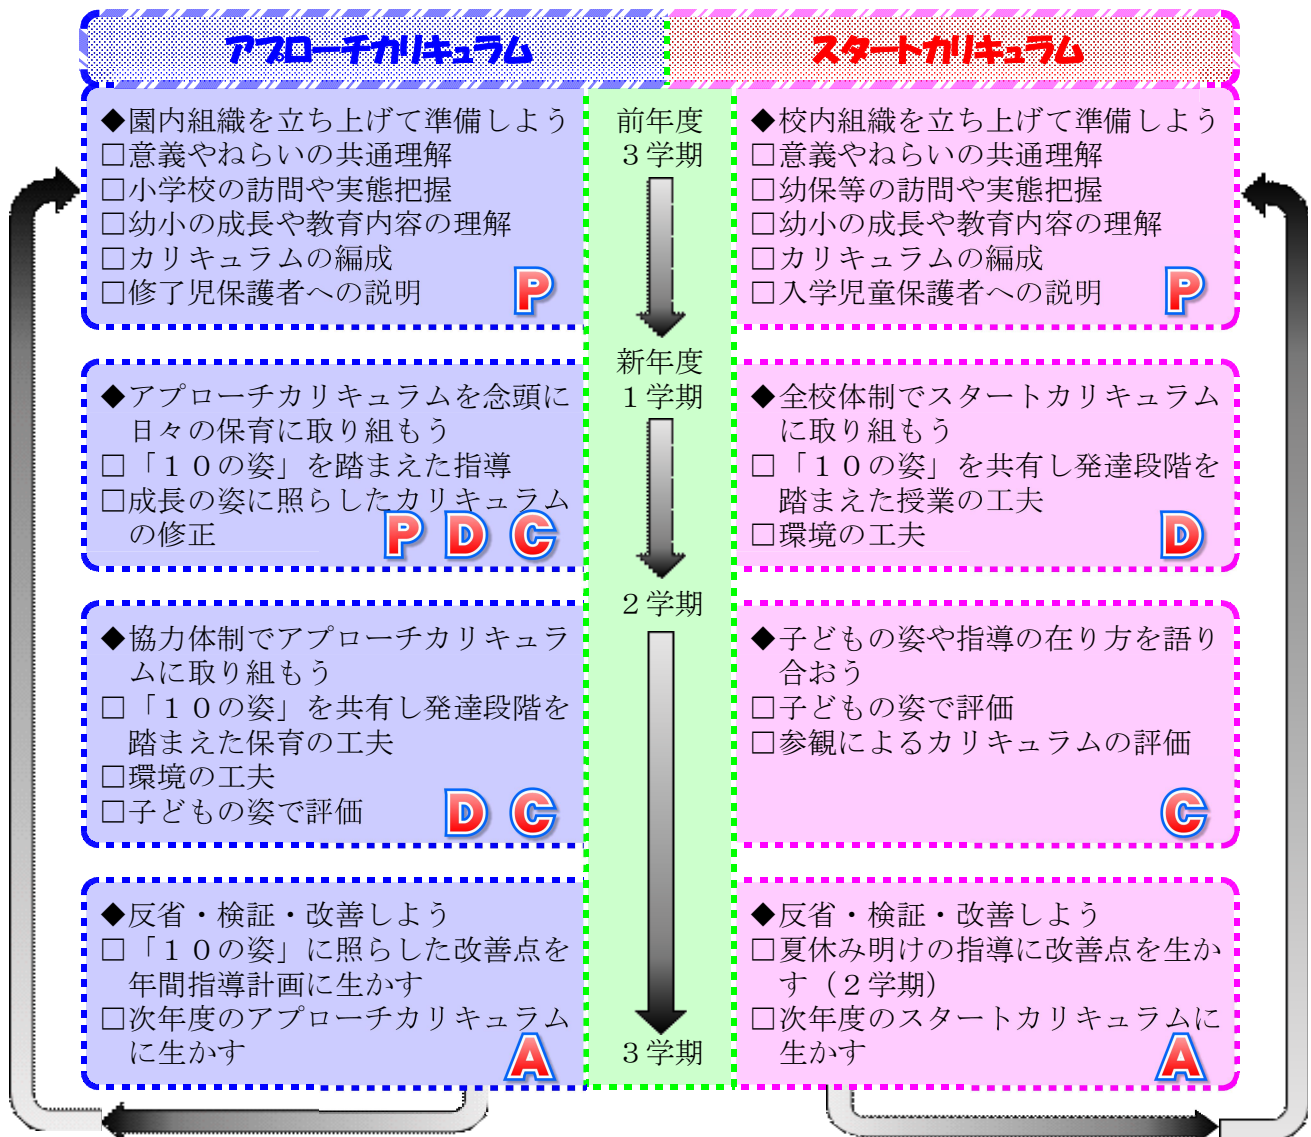 アプローチカリキュラム
スタートカリキュラム
◆園内組織を立ち上げて準備しよう
□意義やねらいの共通理解
□小学校の訪問や実態把握
□幼小の成長や教育内容の理解
□カリキュラムの編成
□修了児保護者への説明
P
前年度
３学期
◆校内組織を立ち上げて準備しよう
□意義やねらいの共通理解
□幼保等の訪問や実態把握
□幼小の成長や教育内容の理解
□カリキュラムの編成
□入学児童保護者への説明
P
◆アプローチカリキュラムを念頭に
日々の保育に取り組もう
□「１０の姿」を踏まえた指導
□成長の姿に照らしたカリキュラム
の修正
P D C
新年度
１学期
◆全校体制でスタートカリキュラム
に取り組もう
□「１０の姿」を共有し発達段階を
踏まえた授業の工夫
□環境の工夫
D
◆協力体制でアプローチカリキュラ
ムに取り組もう
□「１０の姿」を共有し発達段階を
踏まえた保育の工夫
□環境の工夫
□子どもの姿で評価
D C
２学期
◆子どもの姿や指導の在り方を語り
合おう
□子どもの姿で評価
□参観によるカリキュラムの評価
C
◆反省・検証・改善しよう
□「１０の姿」に照らした改善点を
年間指導計画に生かす
□次年度のアプローチカリキュラム
に生かす
A
３学期
◆反省・検証・改善しよう
□夏休み明けの指導に改善点を生か
す（２学期）
□次年度のスタートカリキュラムに
生かす
A